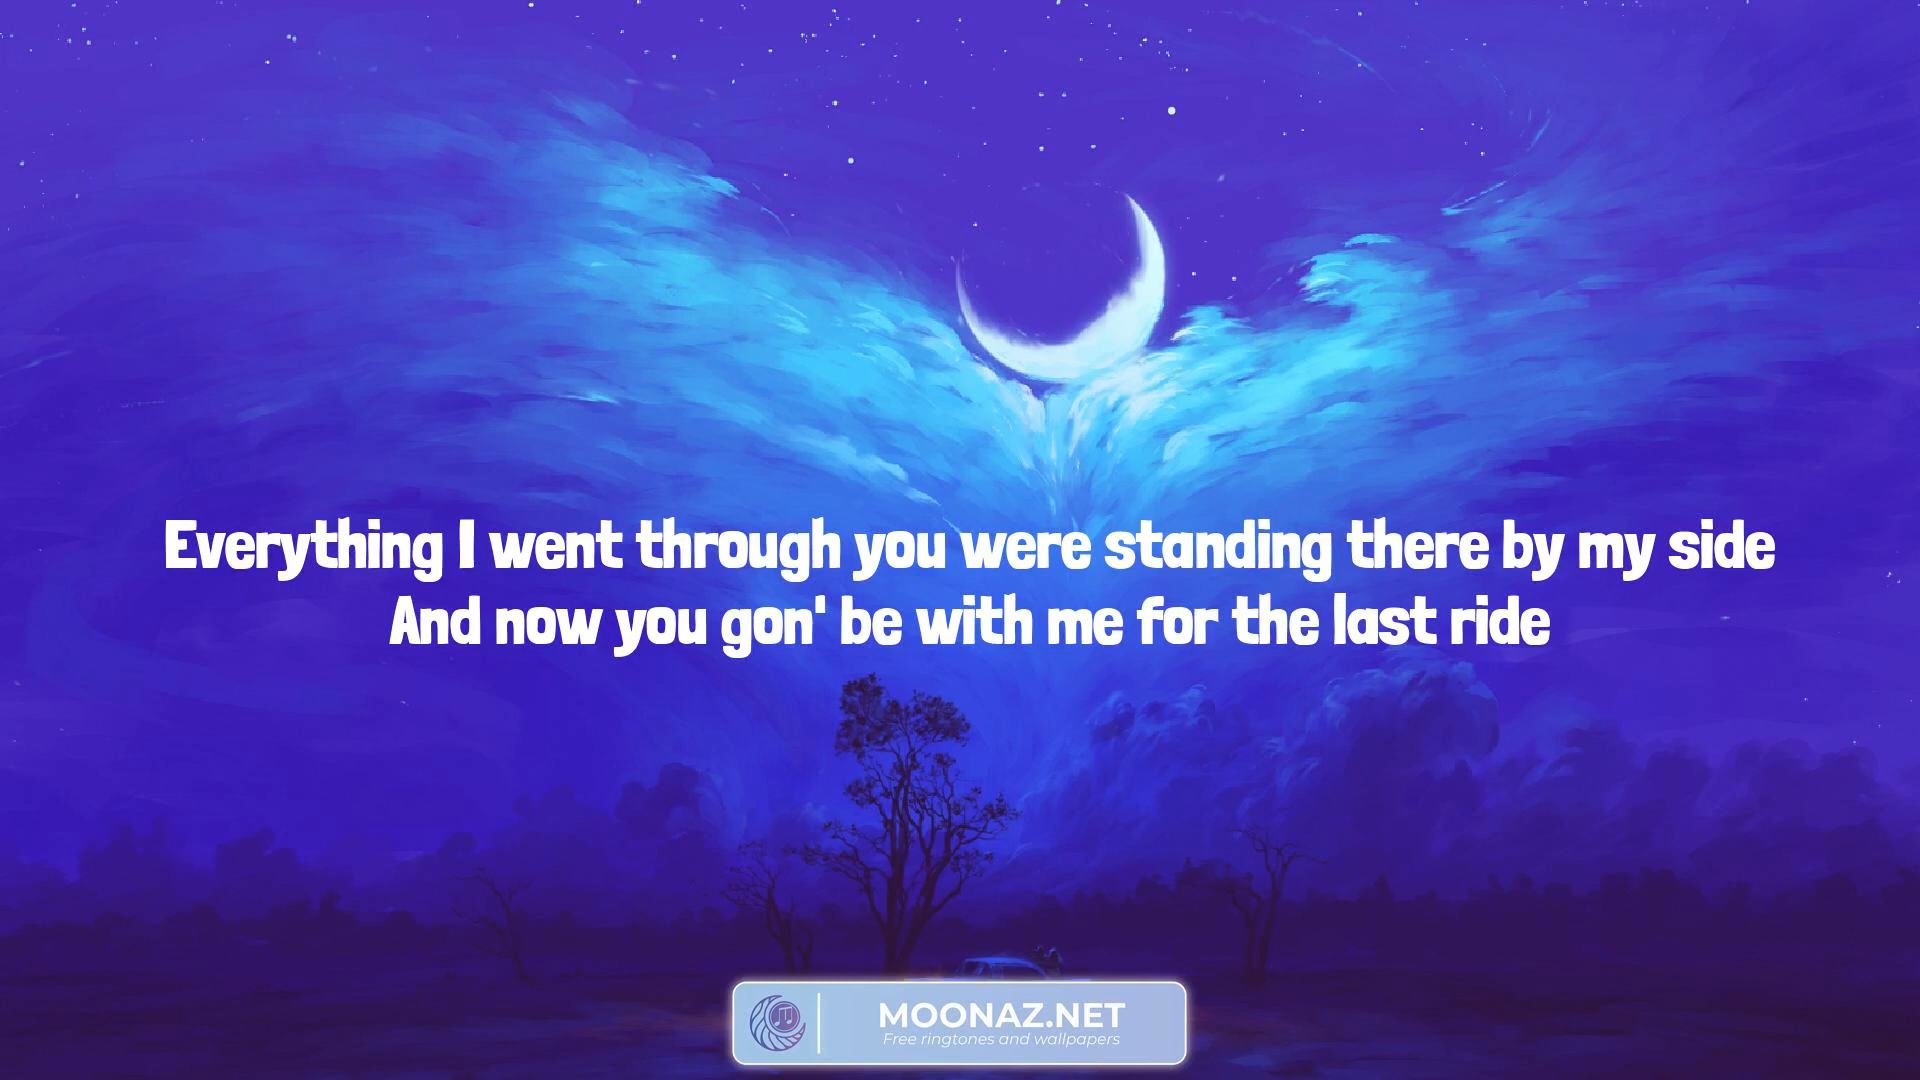 Everything I went through you were standing there by my side
And now you gon' be with me for the last ride
MOONAZ.NET
Free ringtones and wallpapers